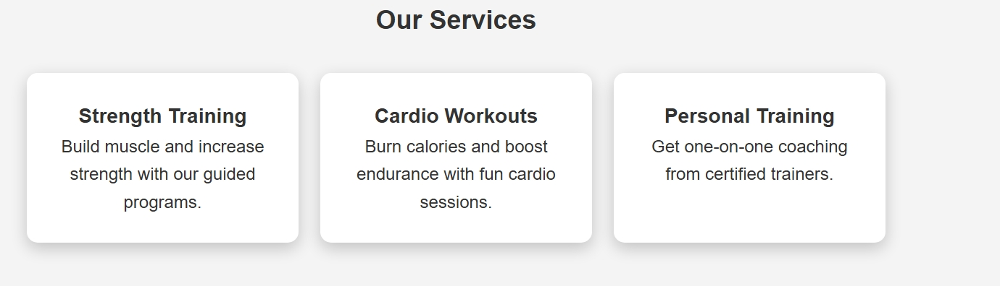 Our Services
Strength Training
Build muscle and increase
strength with our guided
programs.
Cardio Workouts
Burn calories and boost
endurance with fun cardio
sessions.
Personal Training
Get one-on-one coaching
from certified trainers.